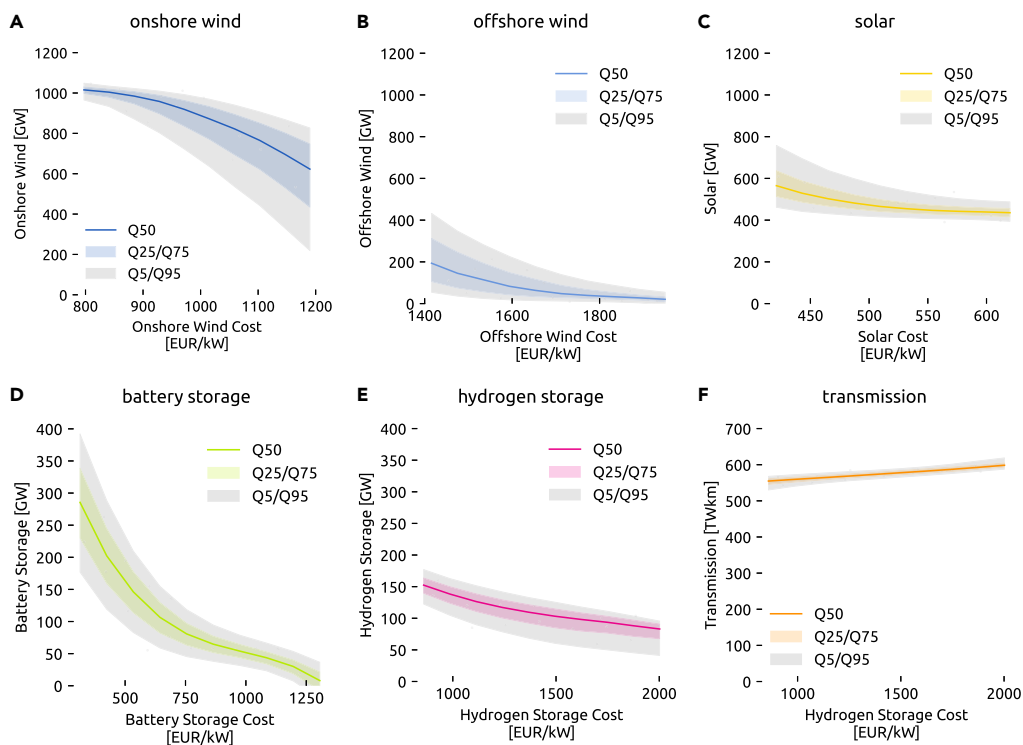 A
onshore wind
1200
1000
800
600
400
200
0
Onshore Wind [GW]
Q50
Q25/Q75
Q5/Q95
800
900
1000
1100
1200
Onshore Wind Cost
[EUR/kW]
B
offshore wind
1200
1000
800
600
400
200
0
Offshore Wind [GW]
Q50
Q25/Q75
Q5/Q95
1400
1600
1800
Offshore Wind Cost
[EUR/kW]
C
solar
1200
1000
800
600
400
200
0
Solar [GW]
Q50
Q25/Q75
Q5/Q95
450
500
550
600
Solar Cost
[EUR/kW]
D
battery storage
400
350
300
250
200
150
100
50
0
Battery Storage [GW]
Q50
Q25/Q75
Q5/Q95
500
750
1000
1250
Battery Storage Cost
[EUR/kW]
E
hydrogen storage
400
350
300
250
200
150
100
50
0
Hydrogen Storage [GW]
Q50
Q25/Q75
Q5/Q95
1000
1500
2000
Hydrogen Storage Cost
[EUR/kW]
F
transmission
700
600
500
400
300
200
100
0
Transmission [TWkm]
Q50
Q25/Q75
Q5/Q95
1000
1500
2000
Hydrogen Storage Cost
[EUR/kW]